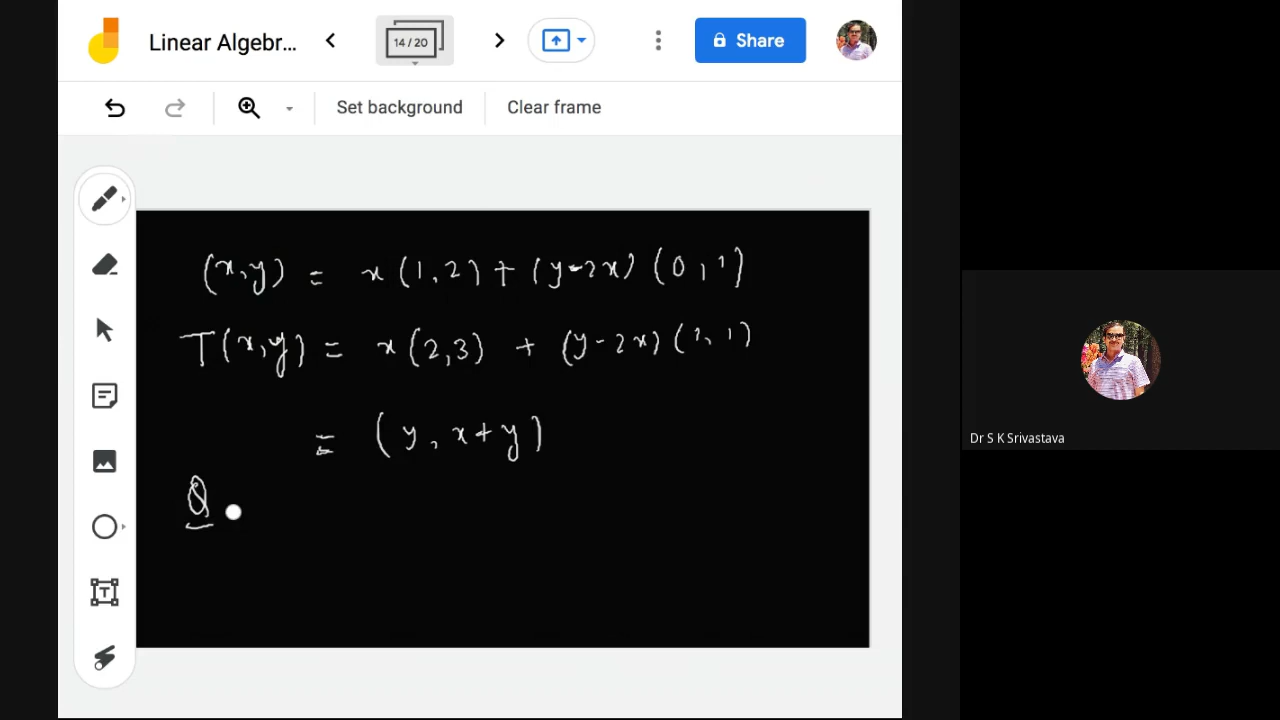 Linear Algebr...
14 / 20
Share
Set background
Clear frame
(x,y) = x(1,2) + (y-2x) (0,1)
T(x,y) = x(2,3) + (y-2x)(1,1)
= (y, x+y)
Q
T
Dr S K Srivastava